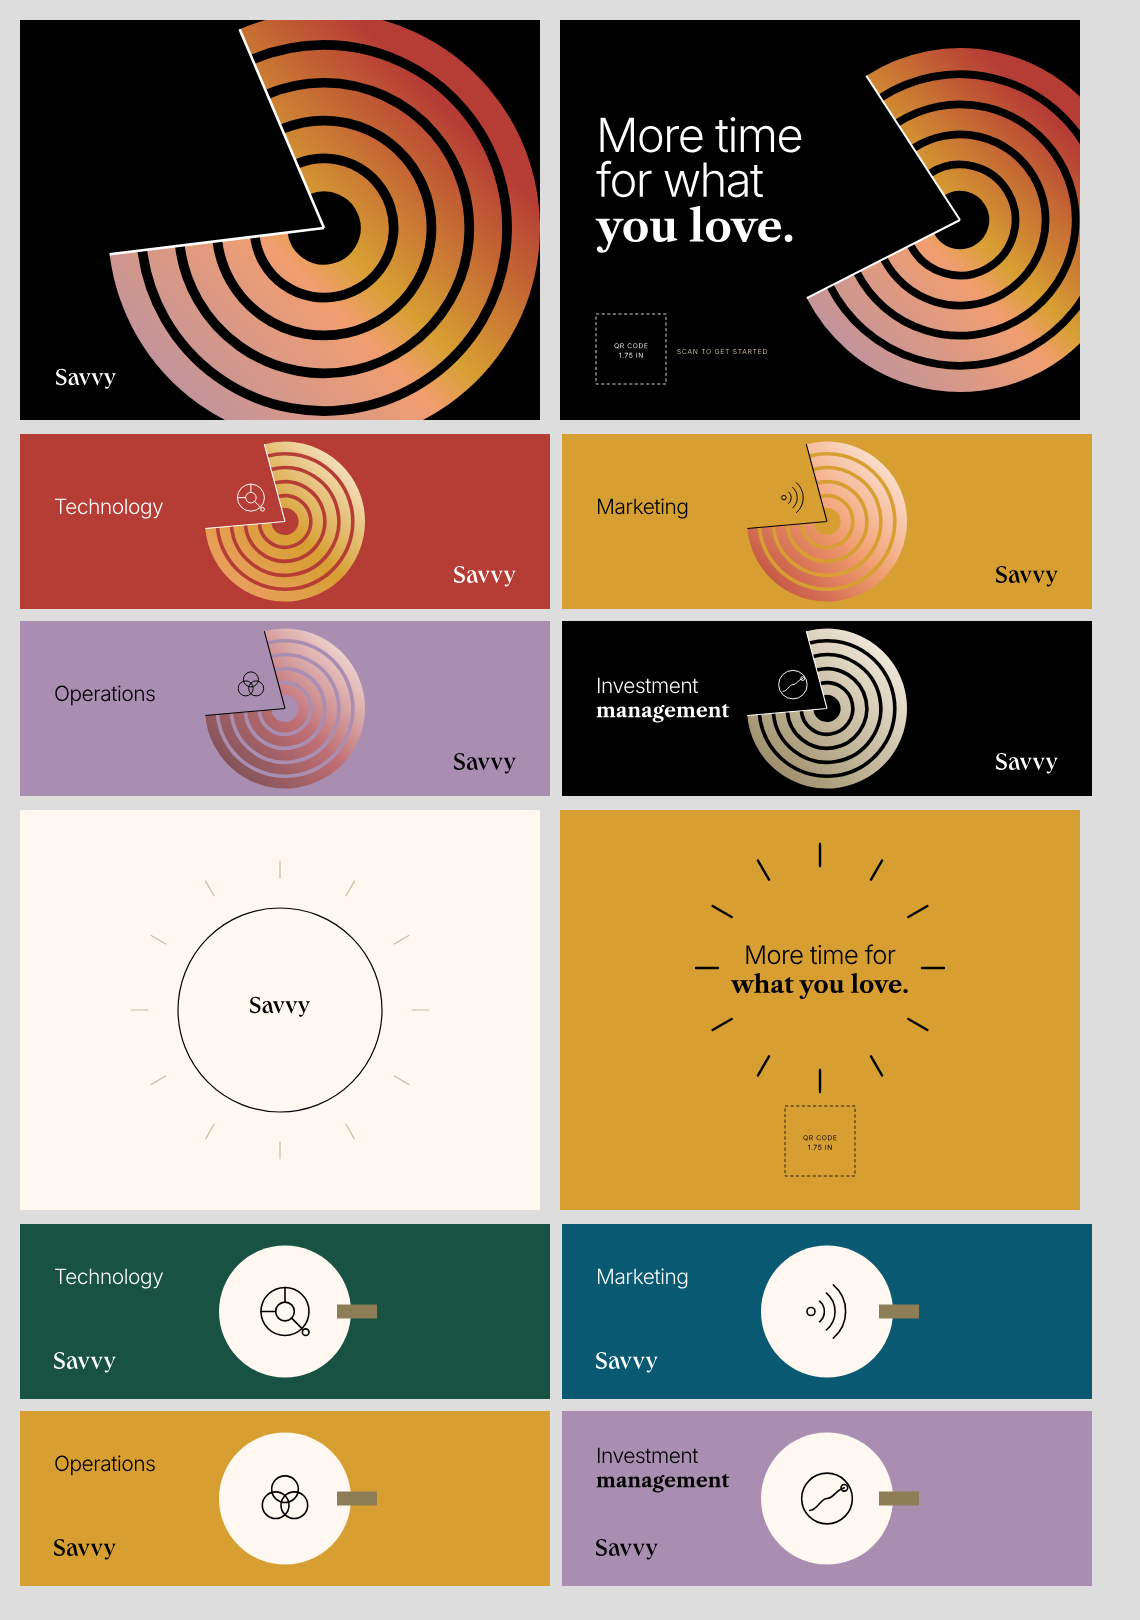 Savvy
More time
for what
you love.
QR CODE
1.75 IN
SCAN TO GET STARTED
Technology
Savvy
Marketing
Savvy
Operations
Savvy
Investment
management
Savvy
Savvy
More time for
what you love.
QR CODE
1.75 IN
Technology
Savvy
Marketing
Savvy
Operations
Savvy
Investment
management
Savvy